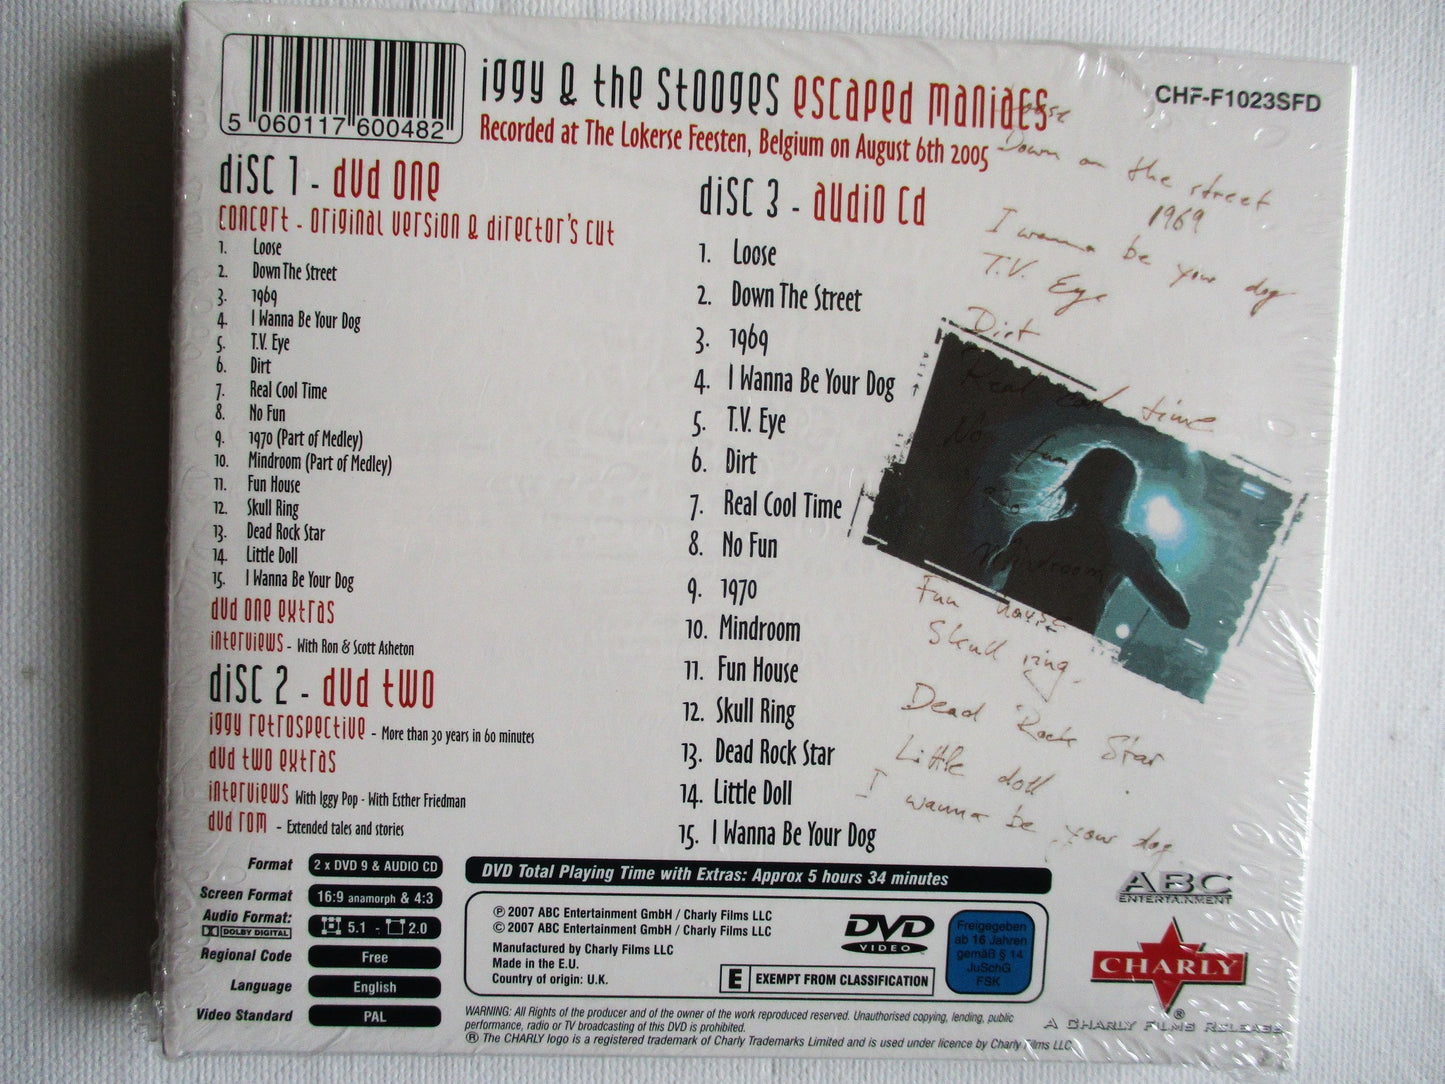 iggy & the stooges escaped maniacs
CHF-F1023SFD
5 060117 600482
Recorded at The Lokerse Feesten, Belgium on August 6th 2005
disc 1 - dvd one
concert - original version & director's cut
1. Loose
2. Down The Street
3. 1969
4. I Wanna Be Your Dog
5. T.V. Eye
6. Dirt
7. Real Cool Time
8. No Fun
9. 1970 (Part of Medley)
10. Mindroom (Part of Medley)
11. Fun House
12. Skull Ring
13. Dead Rock Star
14. Little Doll
15. I Wanna Be Your Dog
dvd one extras
interviews - With Ron & Scott Asheton
disc 2 - dvd two
iggy retrospective - More than 30 years in 60 minutes
dvd two extras
interviews With Iggy Pop - With Esther Friedman
dvd rom - Extended tales and stories
disc 3 - audio cd
1. Loose
2. Down The Street
3. 1969
4. I Wanna Be Your Dog
5. T.V. Eye
6. Dirt
7. Real Cool Time
8. No Fun
9. 1970
10. Mindroom
11. Fun House
12. Skull Ring
13. Dead Rock Star
14. Little Doll
15. I Wanna Be Your Dog
Loose
Down on the street
1969
I wanna be your dog
T.V. Eye
Dirt
Real cool time
No fun
Mindroom
Fun house
Skull ring.
Dead Rock Star
Little doll
I wanna be your dog
Format 2 x DVD 9 & AUDIO CD
Screen Format 16:9 anamorph & 4:3
Audio Format: DOLBY DIGITAL 5.1 - 2.0
Regional Code Free
Language English
Video Standard PAL
DVD Total Playing Time with Extras: Approx 5 hours 34 minutes
℗ 2007 ABC Entertainment GmbH / Charly Films LLC
© 2007 ABC Entertainment GmbH / Charly Films LLC
Manufactured by Charly Films LLC
Made in the E.U.
Country of origin: U.K.
DVD VIDEO
E EXEMPT FROM CLASSIFICATION
Freigegeben
ab 16 Jahren
gemäß § 14
JuSchG
FSK
WARNING: All Rights of the producer and of the owner of the work reproduced reserved. Unauthorised copying, lending, public
performance, radio or TV broadcasting of this DVD is prohibited.
® The CHARLY logo is a registered trademark of Charly Trademarks Limited and is used under licence by Charly Films LLC
ABC
ENTERTAINMENT
CHARLY
®
A CHARLY FILMS RELEASE